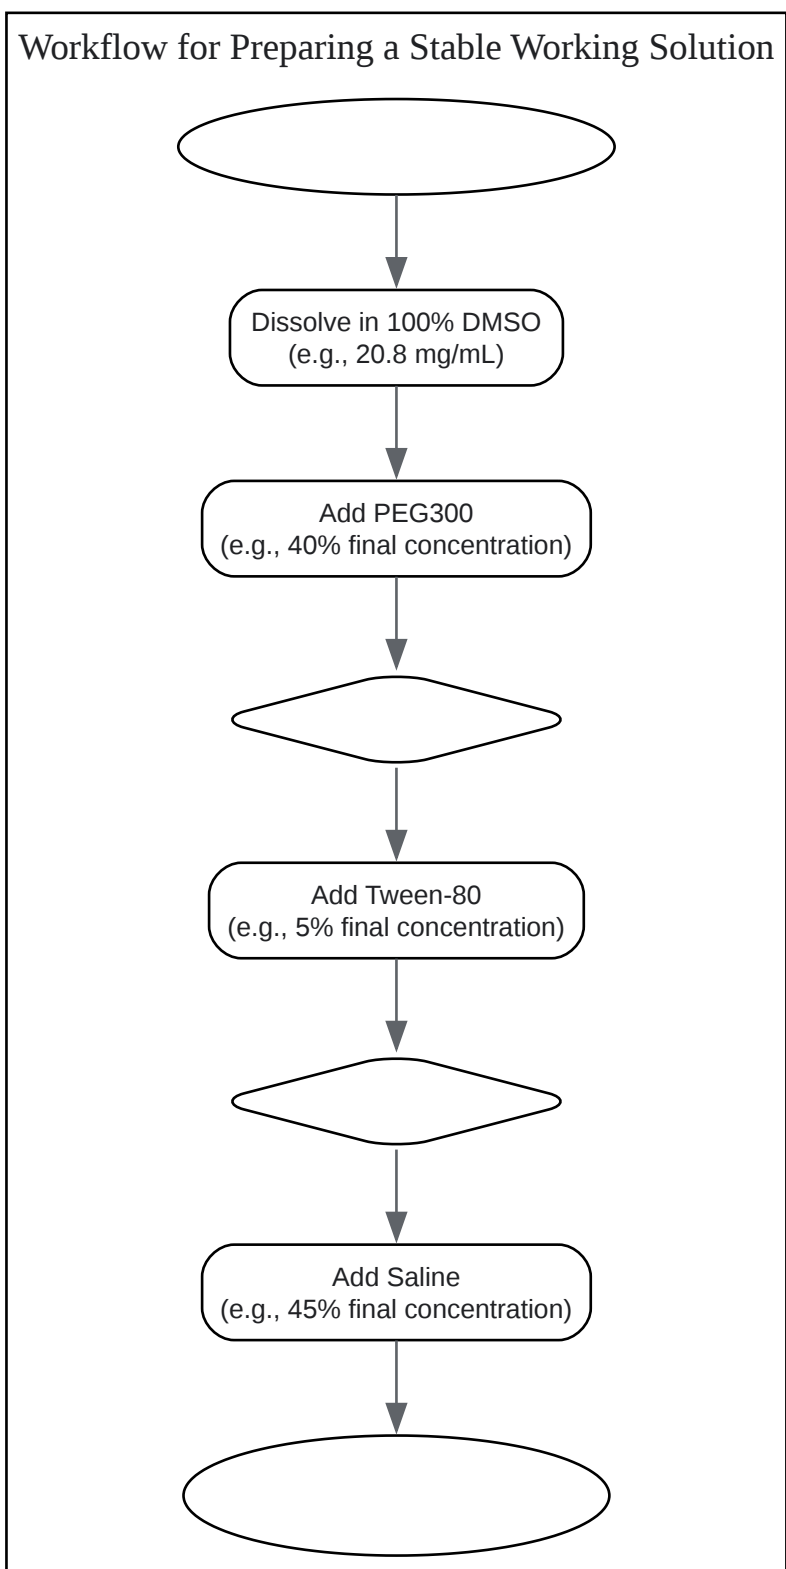 Workflow for Preparing a Stable Working Solution
Dissolve in 100% DMSO
(e.g., 20.8 mg/mL)
Add PEG300
(e.g., 40% final concentration)
Add Tween-80
(e.g., 5% final concentration)
Add Saline
(e.g., 45% final concentration)